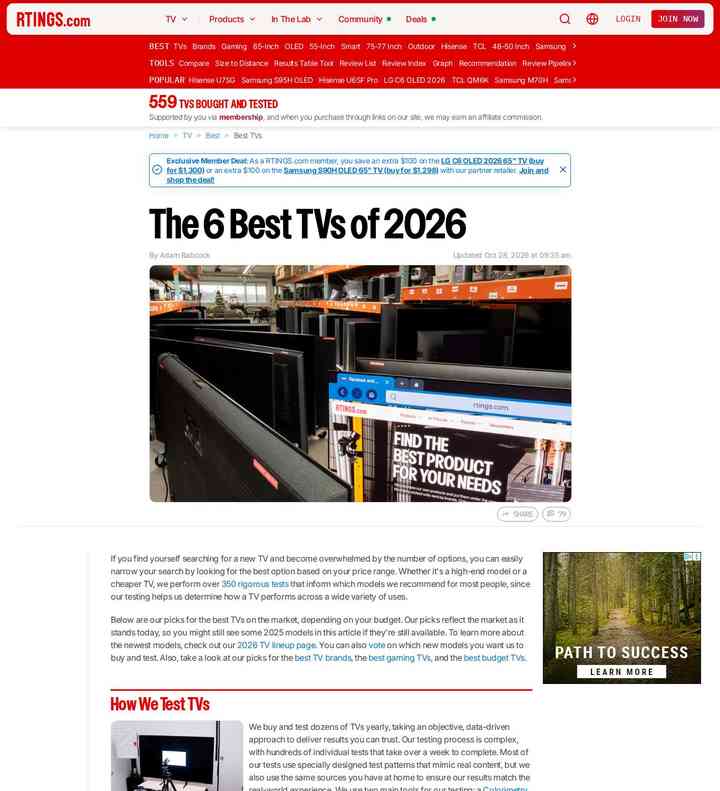 RTINGS.com
TV Products In The Lab Community Deals LOGIN JOIN NOW
BEST TVs Brands Gaming 65-Inch OLED 55-Inch Smart 75-77 Inch Outdoor Hisense TCL 48-50 Inch Samsung
TOOLS Compare Size to Distance Results Table Tool Review List Review Index Graph Recommendation Review Pipeline
POPULAR Hisense U75G Samsung S95H OLED Hisense U65F Pro LG C6 OLED 2026 TCL QM6K Samsung M70H
559 TVS BOUGHT AND TESTED
Supported by you via membership, and when you purchase through links on our site, we may earn an affiliate commission.
Home > TV > Best > Best TVs
Exclusive Member Deal: As a RTINGS.com member, you save an extra $100 on the LG C6 OLED 2026 65" TV (buy
for $1,300) or an extra $100 on the Samsung S90H OLED 65" TV (buy for $1,298) with our partner retailer. Join and
shop the deal!
The 6 Best TVs of 2026
By Adam Babcock Updated Oct 28, 2026 at 09:35 am
rtings.com
RTINGS.com
FIND THE
BEST PRODUCT
FOR YOUR NEEDS
SHARE 79
If you find yourself searching for a new TV and become overwhelmed by the number of options, you can easily
narrow your search by looking for the best option based on your price range. Whether it's a high-end model or a
cheaper TV, we perform over 350 rigorous tests that inform which models we recommend for most people, since
our testing helps us determine how a TV performs across a wide variety of uses.
Below are our picks for the best TVs on the market, depending on your budget. Our picks reflect the market as it
stands today, so you might still see some 2025 models in this article if they're still available. To learn more about
the newest models, check out our 2026 TV lineup page. You can also vote on which new models you want us to
buy and test. Also, take a look at our picks for the best TV brands, the best gaming TVs, and the best budget TVs.
PATH TO SUCCESS
LEARN MORE
How We Test TVs
We buy and test dozens of TVs yearly, taking an objective, data-driven
approach to deliver results you can trust. Our testing process is complex,
with hundreds of individual tests that take over a week to complete. Most of
our tests use specially designed test patterns that mimic real content, but we
also use the same sources you have at home to ensure our results match the
real-world experience. We use two main tools for our testing: a Colorimetry